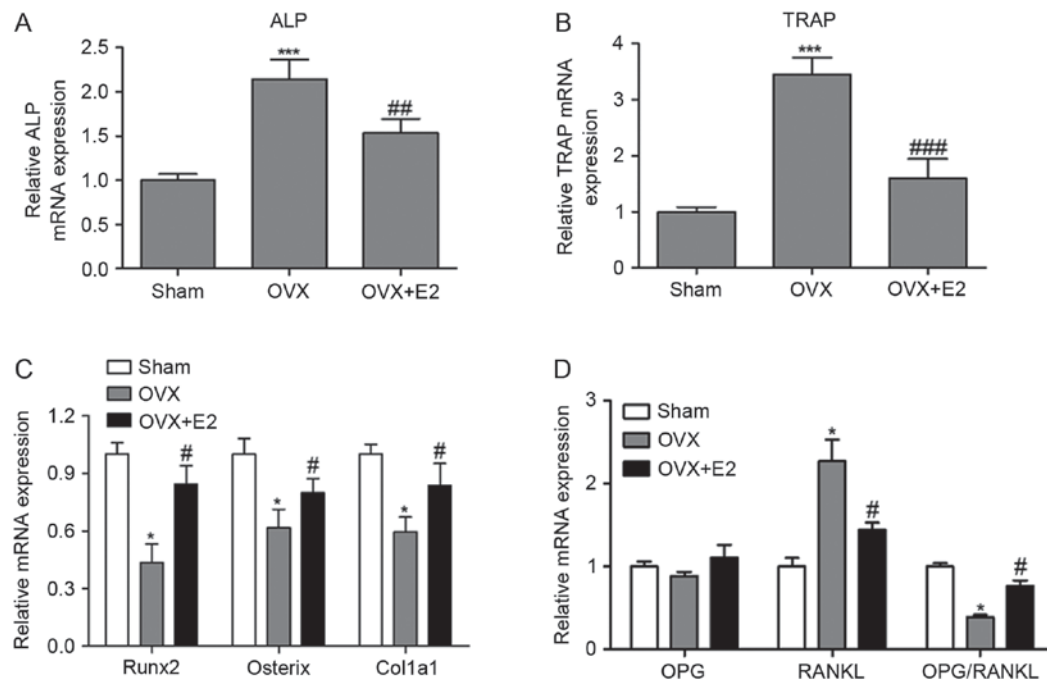 A
ALP
Relative ALP
mRNA expression
2.5
2.0
1.5
1.0
0.5
0.0
***
##
Sham OVX OVX+E2
B
TRAP
Relative TRAP mRNA
expression
4
3
2
1
0
***
###
Sham OVX OVX+E2
C
Sham
OVX
OVX+E2
Relative mRNA expression
1.2
0.9
0.6
0.3
0.0
* # * # * #
Runx2 Osterix Col1a1
D
Sham
OVX
OVX+E2
Relative mRNA expression
3
2
1
0
* # * #
OPG RANKL OPG/RANKL